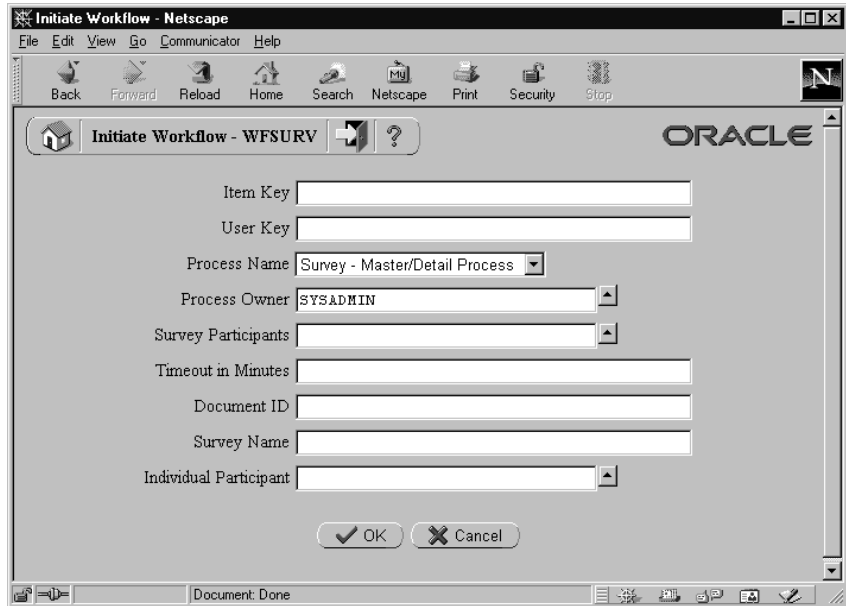 Initiate Workflow - Netscape
File Edit View Go Communicator Help
My
N
Back Forward Reload Home Search Netscape Print Security Stop
Initiate Workflow - WFSURV ? ORACLE
Item Key
User Key
Process Name Survey - Master/Detail Process
Process Owner SYSADMIN
Survey Participants
Timeout in Minutes
Document ID
Survey Name
Individual Participant
OK Cancel
Document: Done